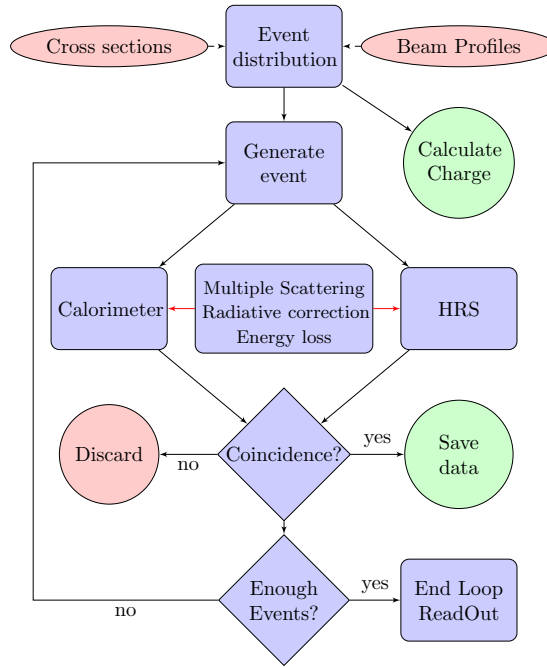 Cross sections
Event
distribution
Beam Profiles
Generate
event
Calculate
Charge
Calorimeter
Multiple Scattering
Radiative correction
Energy loss
HRS
Discard
no
Coincidence?
yes
Save
data
no
Enough
Events?
yes
End Loop
ReadOut